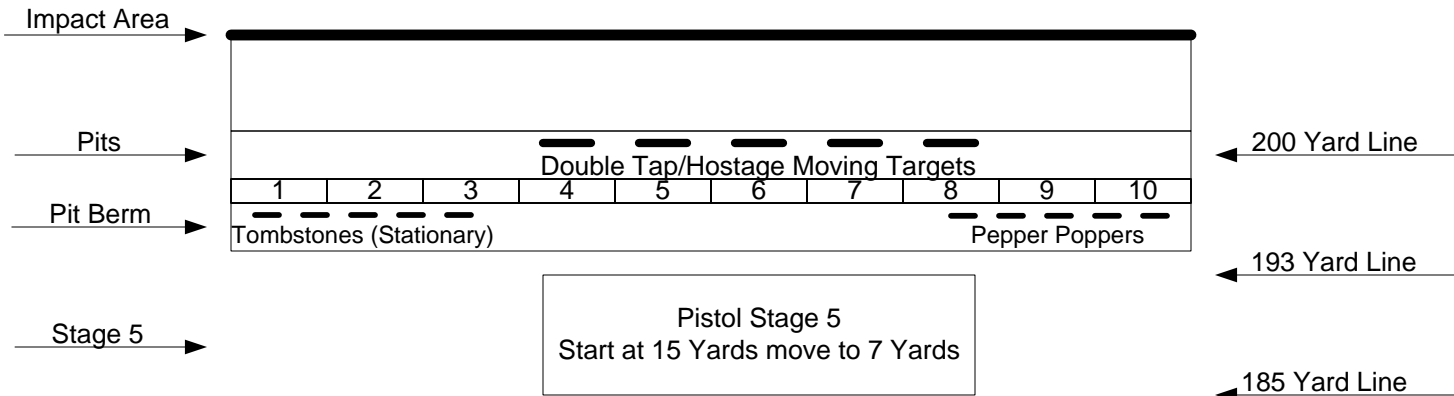 Impact Area
Pits
200 Yard Line
Double Tap/Hostage Moving Targets
1 2 3 4 5 6 7 8 9 10
Pit Berm
Tombstones (Stationary)
Pepper Poppers
193 Yard Line
Pistol Stage 5
Start at 15 Yards move to 7 Yards
Stage 5
185 Yard Line